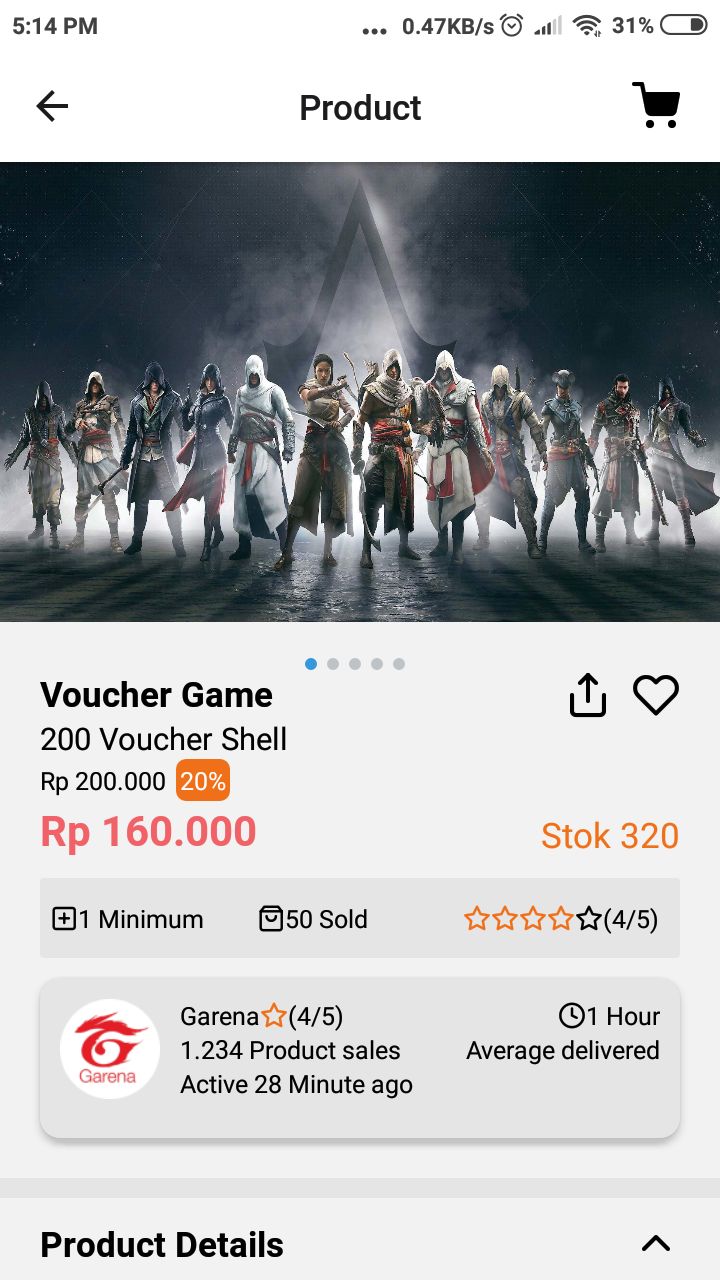 5:14 PM ... 0.47KB/s 31%
Product
Voucher Game
200 Voucher Shell
Rp 200.000 20%
Rp 160.000 Stok 320
1 Minimum 50 Sold (4/5)
Garena (4/5) 1 Hour
1.234 Product sales Average delivered
Active 28 Minute ago
Garena
Product Details